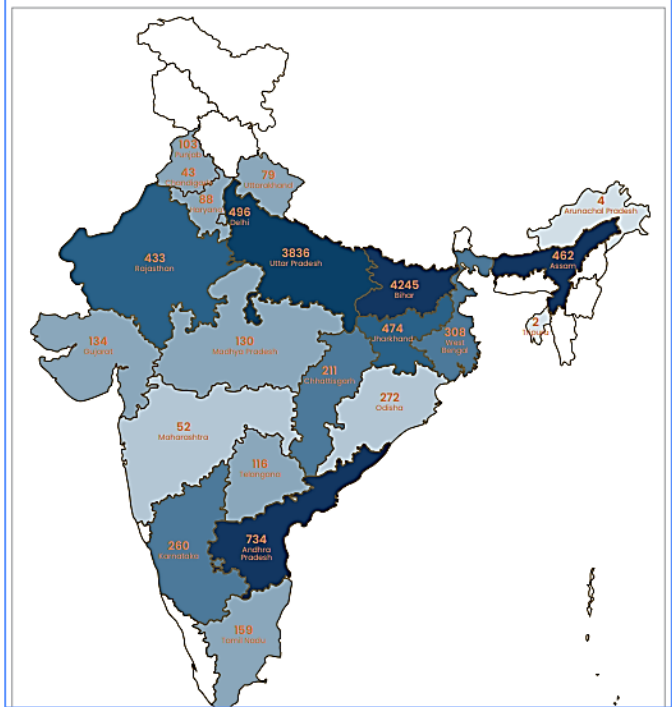 103
Punjab
43
Chandigarh
79
Uttarakhand
88
Haryana
496
Delhi
4
Arunachal Pradesh
433
Rajasthan
3836
Uttar Pradesh
462
Assam
4245
Bihar
134
Gujarat
130
Madhya Pradesh
474
Jharkhand
308
West
Bengal
2
Tripura
211
Chhattisgarh
272
Odisha
52
Maharashtra
116
Telangana
260
Karnataka
734
Andhra
Pradesh
159
Tamil Nadu